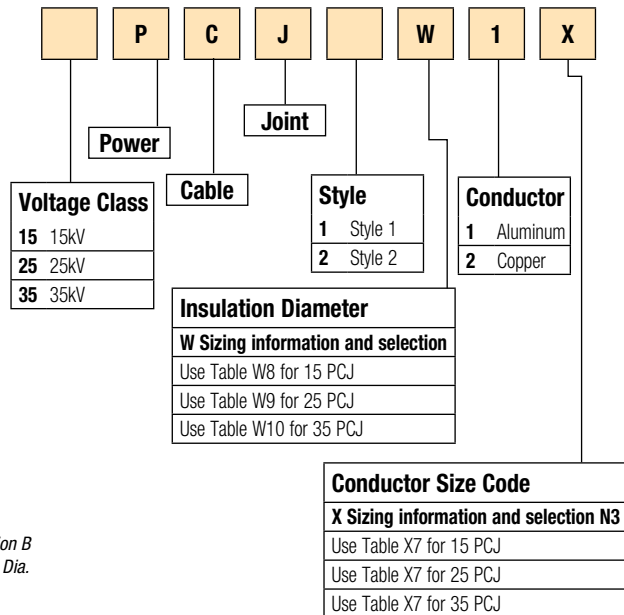 P C J W 1 X
Joint
Power
Cable
Voltage Class
15 15kV
25 25kV
35 35kV
Style
1 Style 1
2 Style 2
Conductor
1 Aluminum
2 Copper
Insulation Diameter
W Sizing information and selection
Use Table W8 for 15 PCJ
Use Table W9 for 25 PCJ
Use Table W10 for 35 PCJ
Conductor Size Code
X Sizing information and selection N3
Use Table X7 for 15 PCJ
Use Table X7 for 25 PCJ
Use Table X7 for 35 PCJ
on B
Dia.